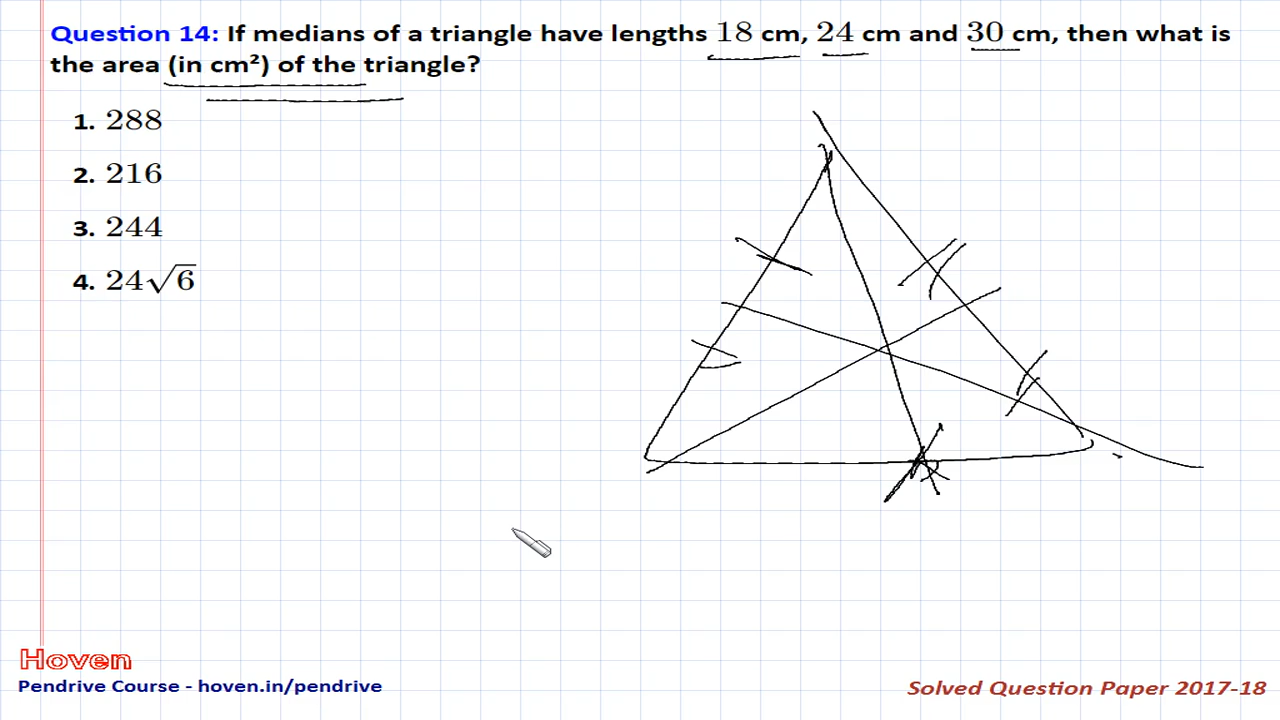 Question 14: If medians of a triangle have lengths 18 cm, 24 cm and 30 cm, then what is
the area (in cm²) of the triangle?
1. 288
2. 216
3. 244
4. 24√6
Hoven
Pendrive Course - hoven.in/pendrive
Solved Question Paper 2017-18